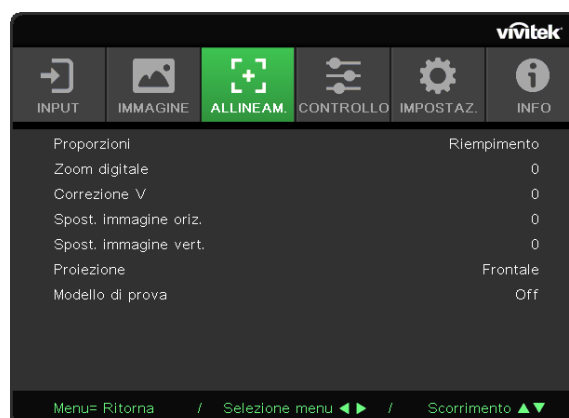 vivitek
INPUT IMMAGINE ALLINEAM. CONTROLLO IMPOSTAZ. INFO
Proporzioni Riempimento
Zoom digitale 0
Correzione V 0
Spost. immagine oriz. 0
Spost. immagine vert. 0
Proiezione Frontale
Modello di prova Off
Menu= Ritorna / Selezione menu ◀ ▶ / Scorrimento ▲▼